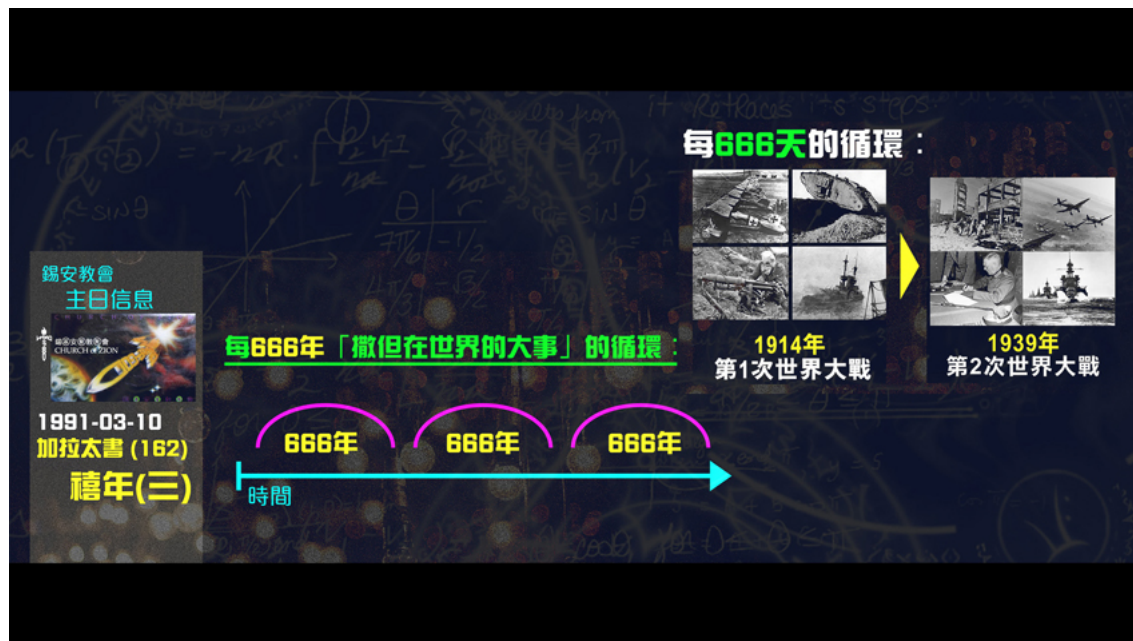 每666天的循環：
1914年
第1次世界大戰
1939年
第2次世界大戰
錫安教會
主日信息
CHURCH of ZION
1991-03-10
加拉太書 (162)
禧年(三)
每666年「撒但在世界的大事」的循環：
666年
666年
666年
時間